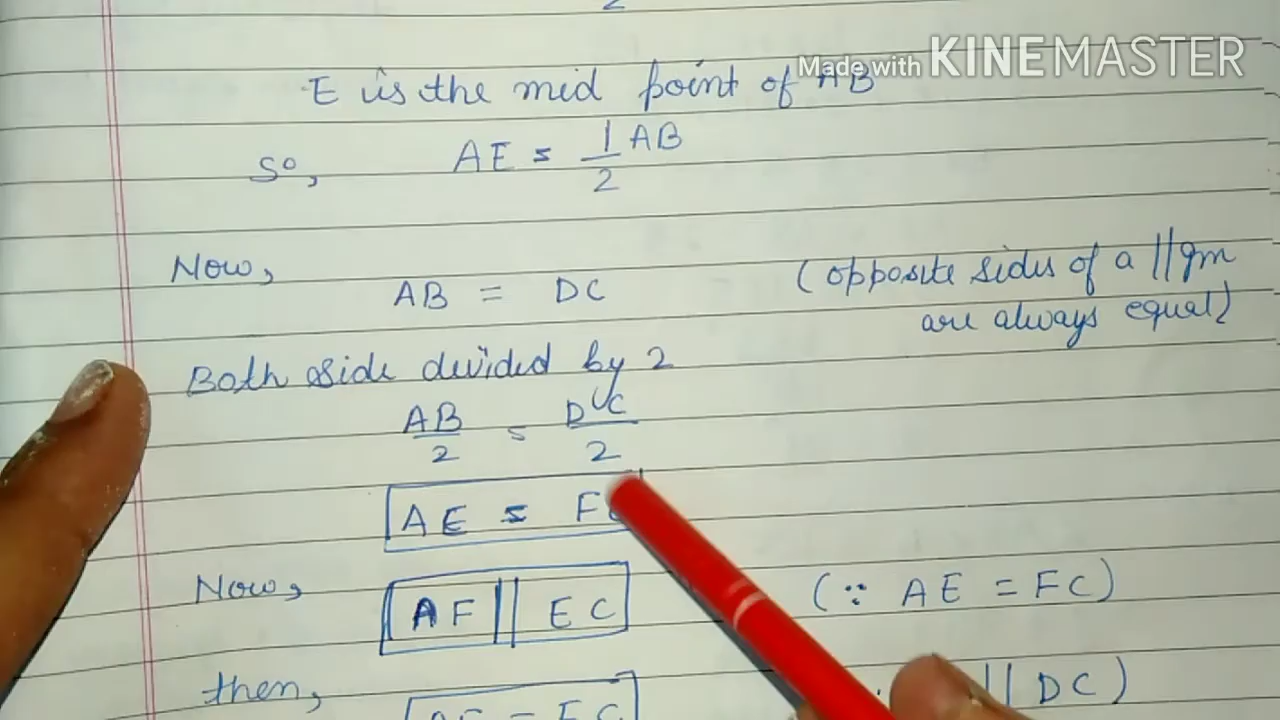 Made with KINEMASTER
E is the mid point of AB
So, AE = 1/2 AB
Now,
AB = DC (opposite sides of a ||gm
are always equal)
Both side devided by 2
AB/2 = DC/2
AE = F
Now, AF || EC (∵ AE = FC)
then, || DC)